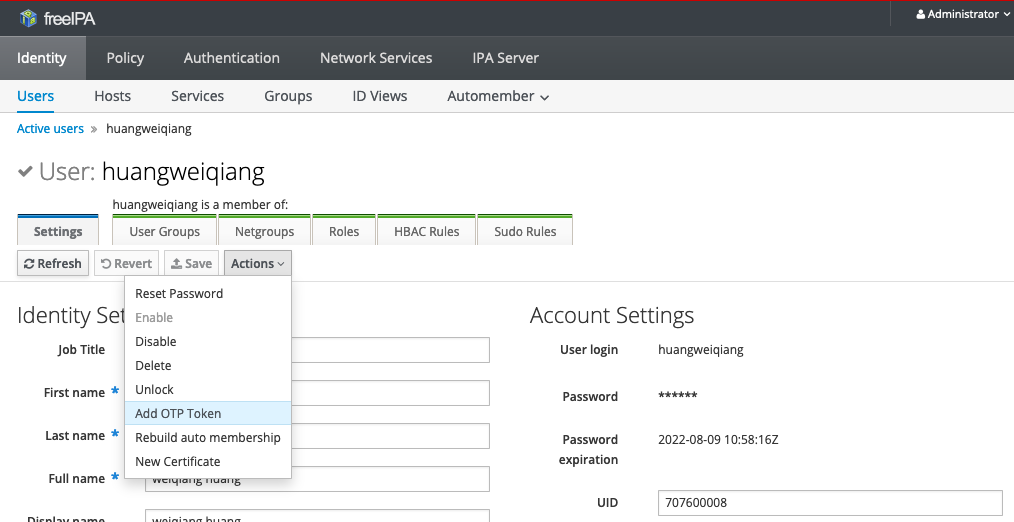 freeIPA
Administrator
Identity Policy Authentication Network Services IPA Server
Users Hosts Services Groups ID Views Automember
Active users » huangweiqiang
User: huangweiqiang
huangweiqiang is a member of:
Settings User Groups Netgroups Roles HBAC Rules Sudo Rules
Refresh Revert Save Actions
Reset Password
Enable
Disable
Delete
Unlock
Add OTP Token
Rebuild auto membership
New Certificate
Identity Set
Job Title
First name *
Last name *
Full name * weiqiang huang
Display name weiqiang huang
Account Settings
User login huangweiqiang
Password ******
Password
expiration 2022-08-09 10:58:16Z
UID 707600008